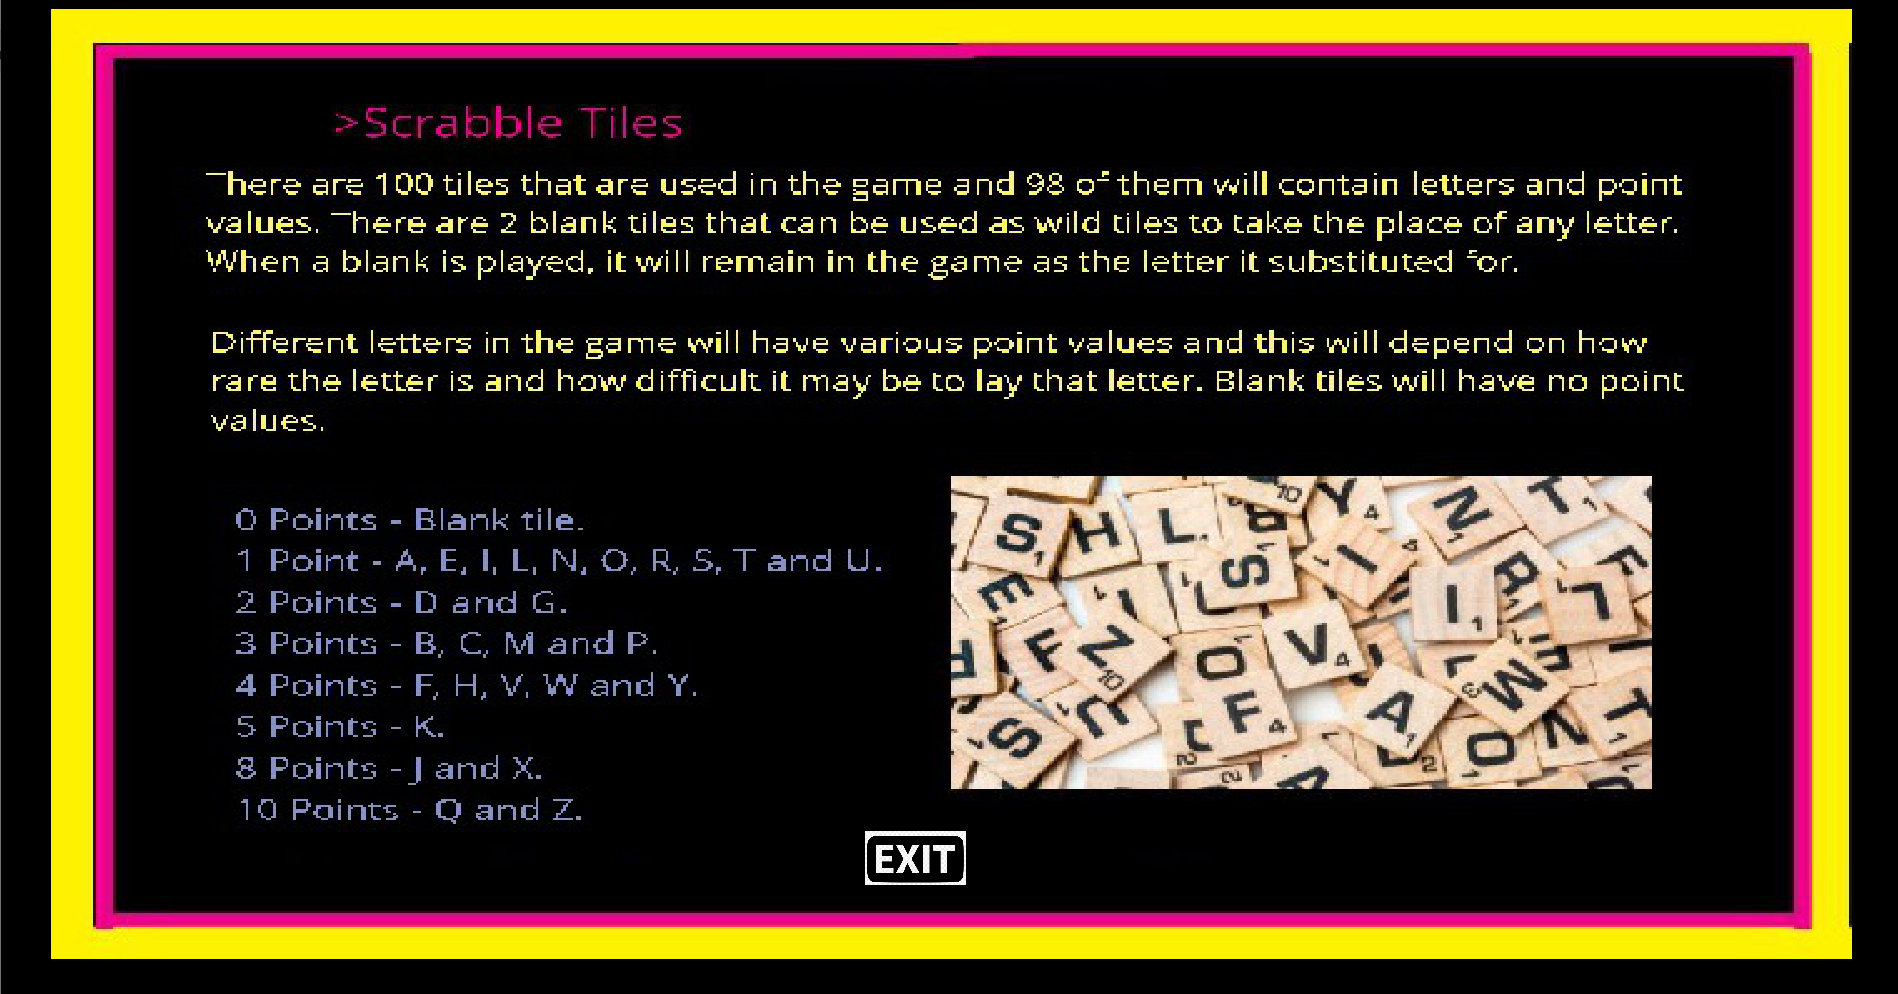 >Scrabble Tiles
There are 100 tiles that are used in the game and 98 of them will contain letters and point
values. There are 2 blank tiles that can be used as wild tiles to take the place of any letter.
When a blank is played, it will remain in the game as the letter it substituted for.
Different letters in the game will have various point values and this will depend on how
rare the letter is and how difficult it may be to lay that letter. Blank tiles will have no point
values.
0 Points - Blank tile.
1 Point - A, E, I, L, N, O, R, S, T and U.
2 Points - D and G.
3 Points - B, C, M and P.
4 Points - F, H, V, W and Y.
5 Points - K.
8 Points - J and X.
10 Points - Q and Z.
EXIT